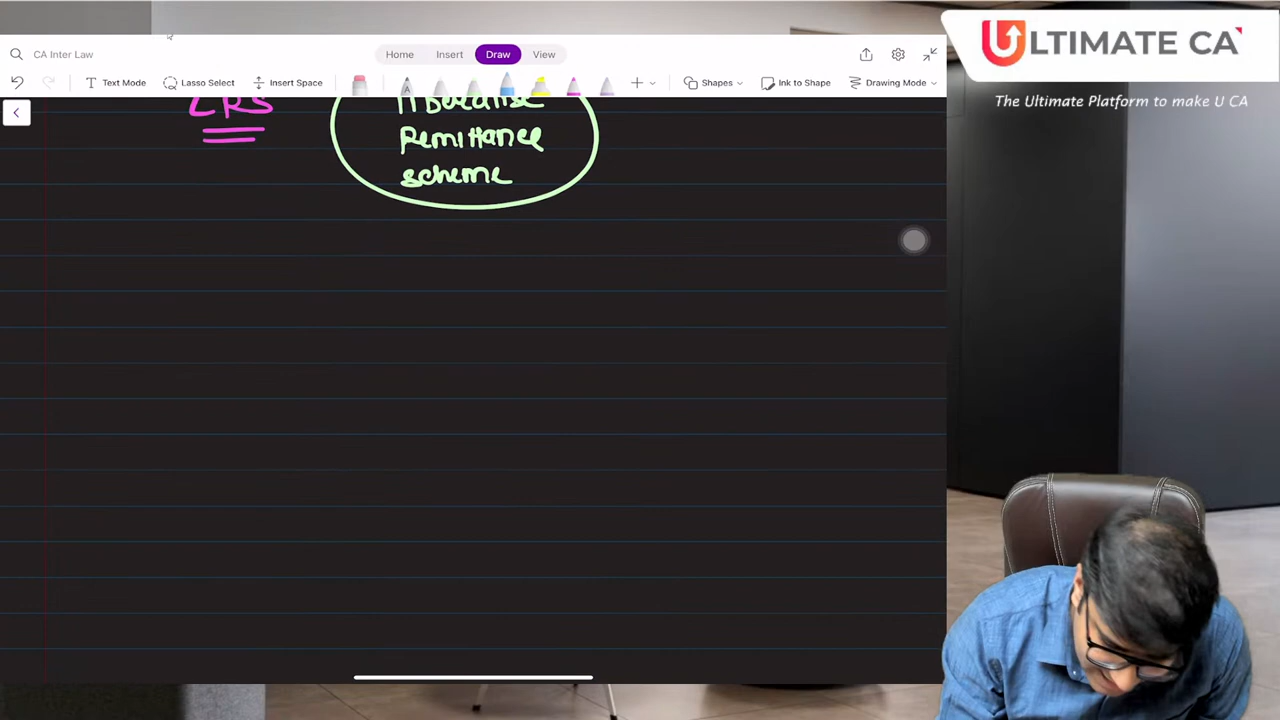 ULTIMATE CA
The Ultimate Platform to make U CA
CA Inter Law
Home Insert Draw View
Text Mode Lasso Select Insert Space Shapes Ink to Shape Drawing Mode
LRS
Remittance
scheme